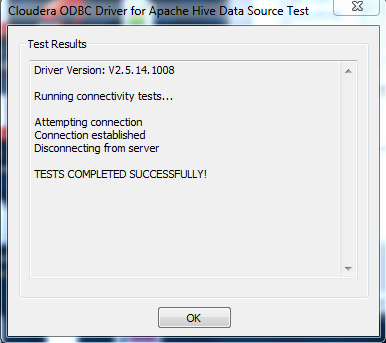 Cloudera ODBC Driver for Apache Hive Data Source Test
Test Results
Driver Version: V2.5.14.1008
Running connectivity tests...
Attempting connection
Connection established
Disconnecting from server
TESTS COMPLETED SUCCESSFULLY!
OK